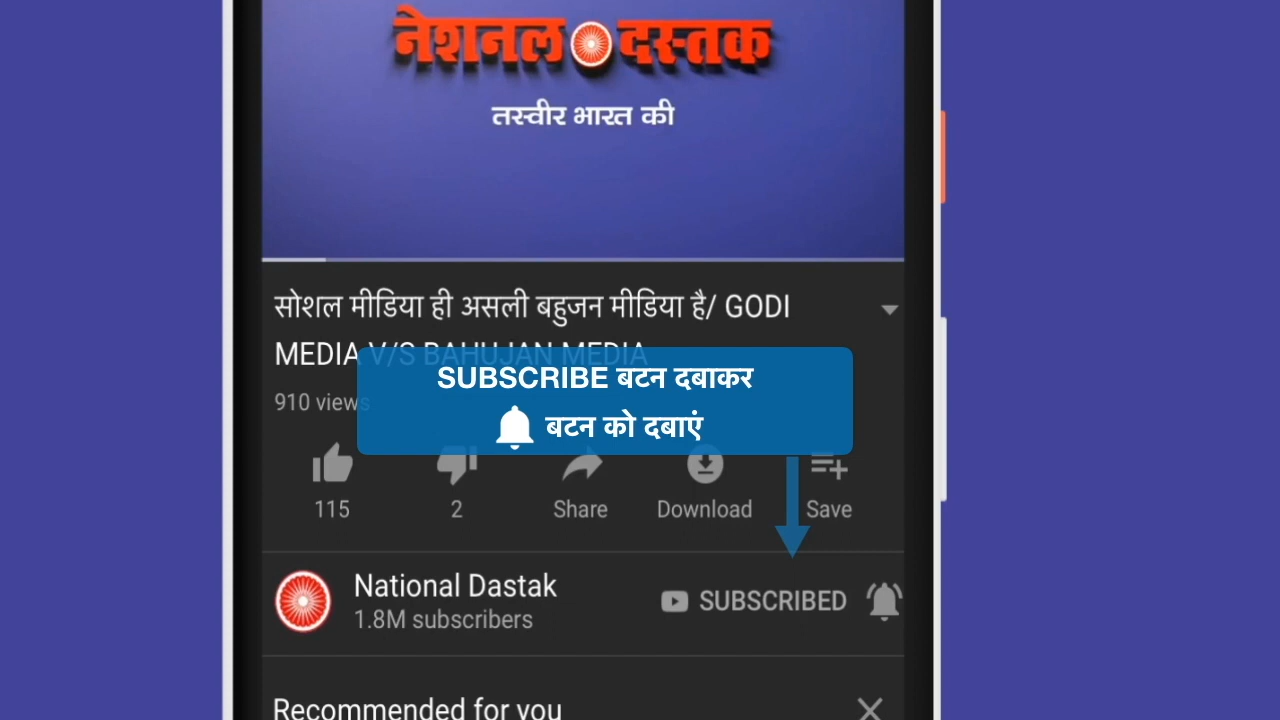 नेशनल दस्तक
तस्वीर भारत की
सोशल मीडिया ही असली बहुजन मीडिया है/ GODI
MEDIA V/S BAHUJAN MEDIA
910 views
SUBSCRIBE बटन दबाकर
बटन को दबाएं
115
2
Share
Download
Save
National Dastak
1.8M subscribers
SUBSCRIBED
Recommended for you